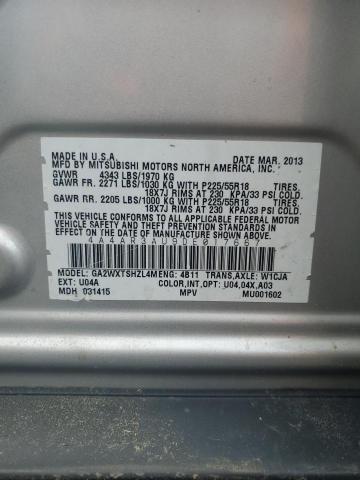 MADE IN U.S.A. DATE MAR. 2013
MFD BY MITSUBISHI MOTORS NORTH AMERICA, INC.
GVWR 4343 LBS/1970 KG
GAWR FR. 2271 LBS/1030 KG WITH P225/55R18 TIRES,
18X7J RIMS AT 230 KPA/33 PSI COLD.
GAWR RR. 2205 LBS/1000 KG WITH P225/55R18 TIRES,
18X7J RIMS AT 230 KPA/33 PSI COLD.
THIS VEHICLE CONFORMS TO ALL APPLICABLE FEDERAL MOTOR
VEHICLE SAFETY AND THEFT PREVENTION STANDARDS IN
EFFECT ON THE DATE OF MANUFACTURE SHOWN ABOVE.
4A4AR3AU9DE017667
MODEL: GA2WXTSHZL4M ENG: 4B11 TRANS,AXLE: W1CJA
EXT: U04A COLOR,INT,OPT: U04,04X,A03
MDH 031415 MPV MU001602